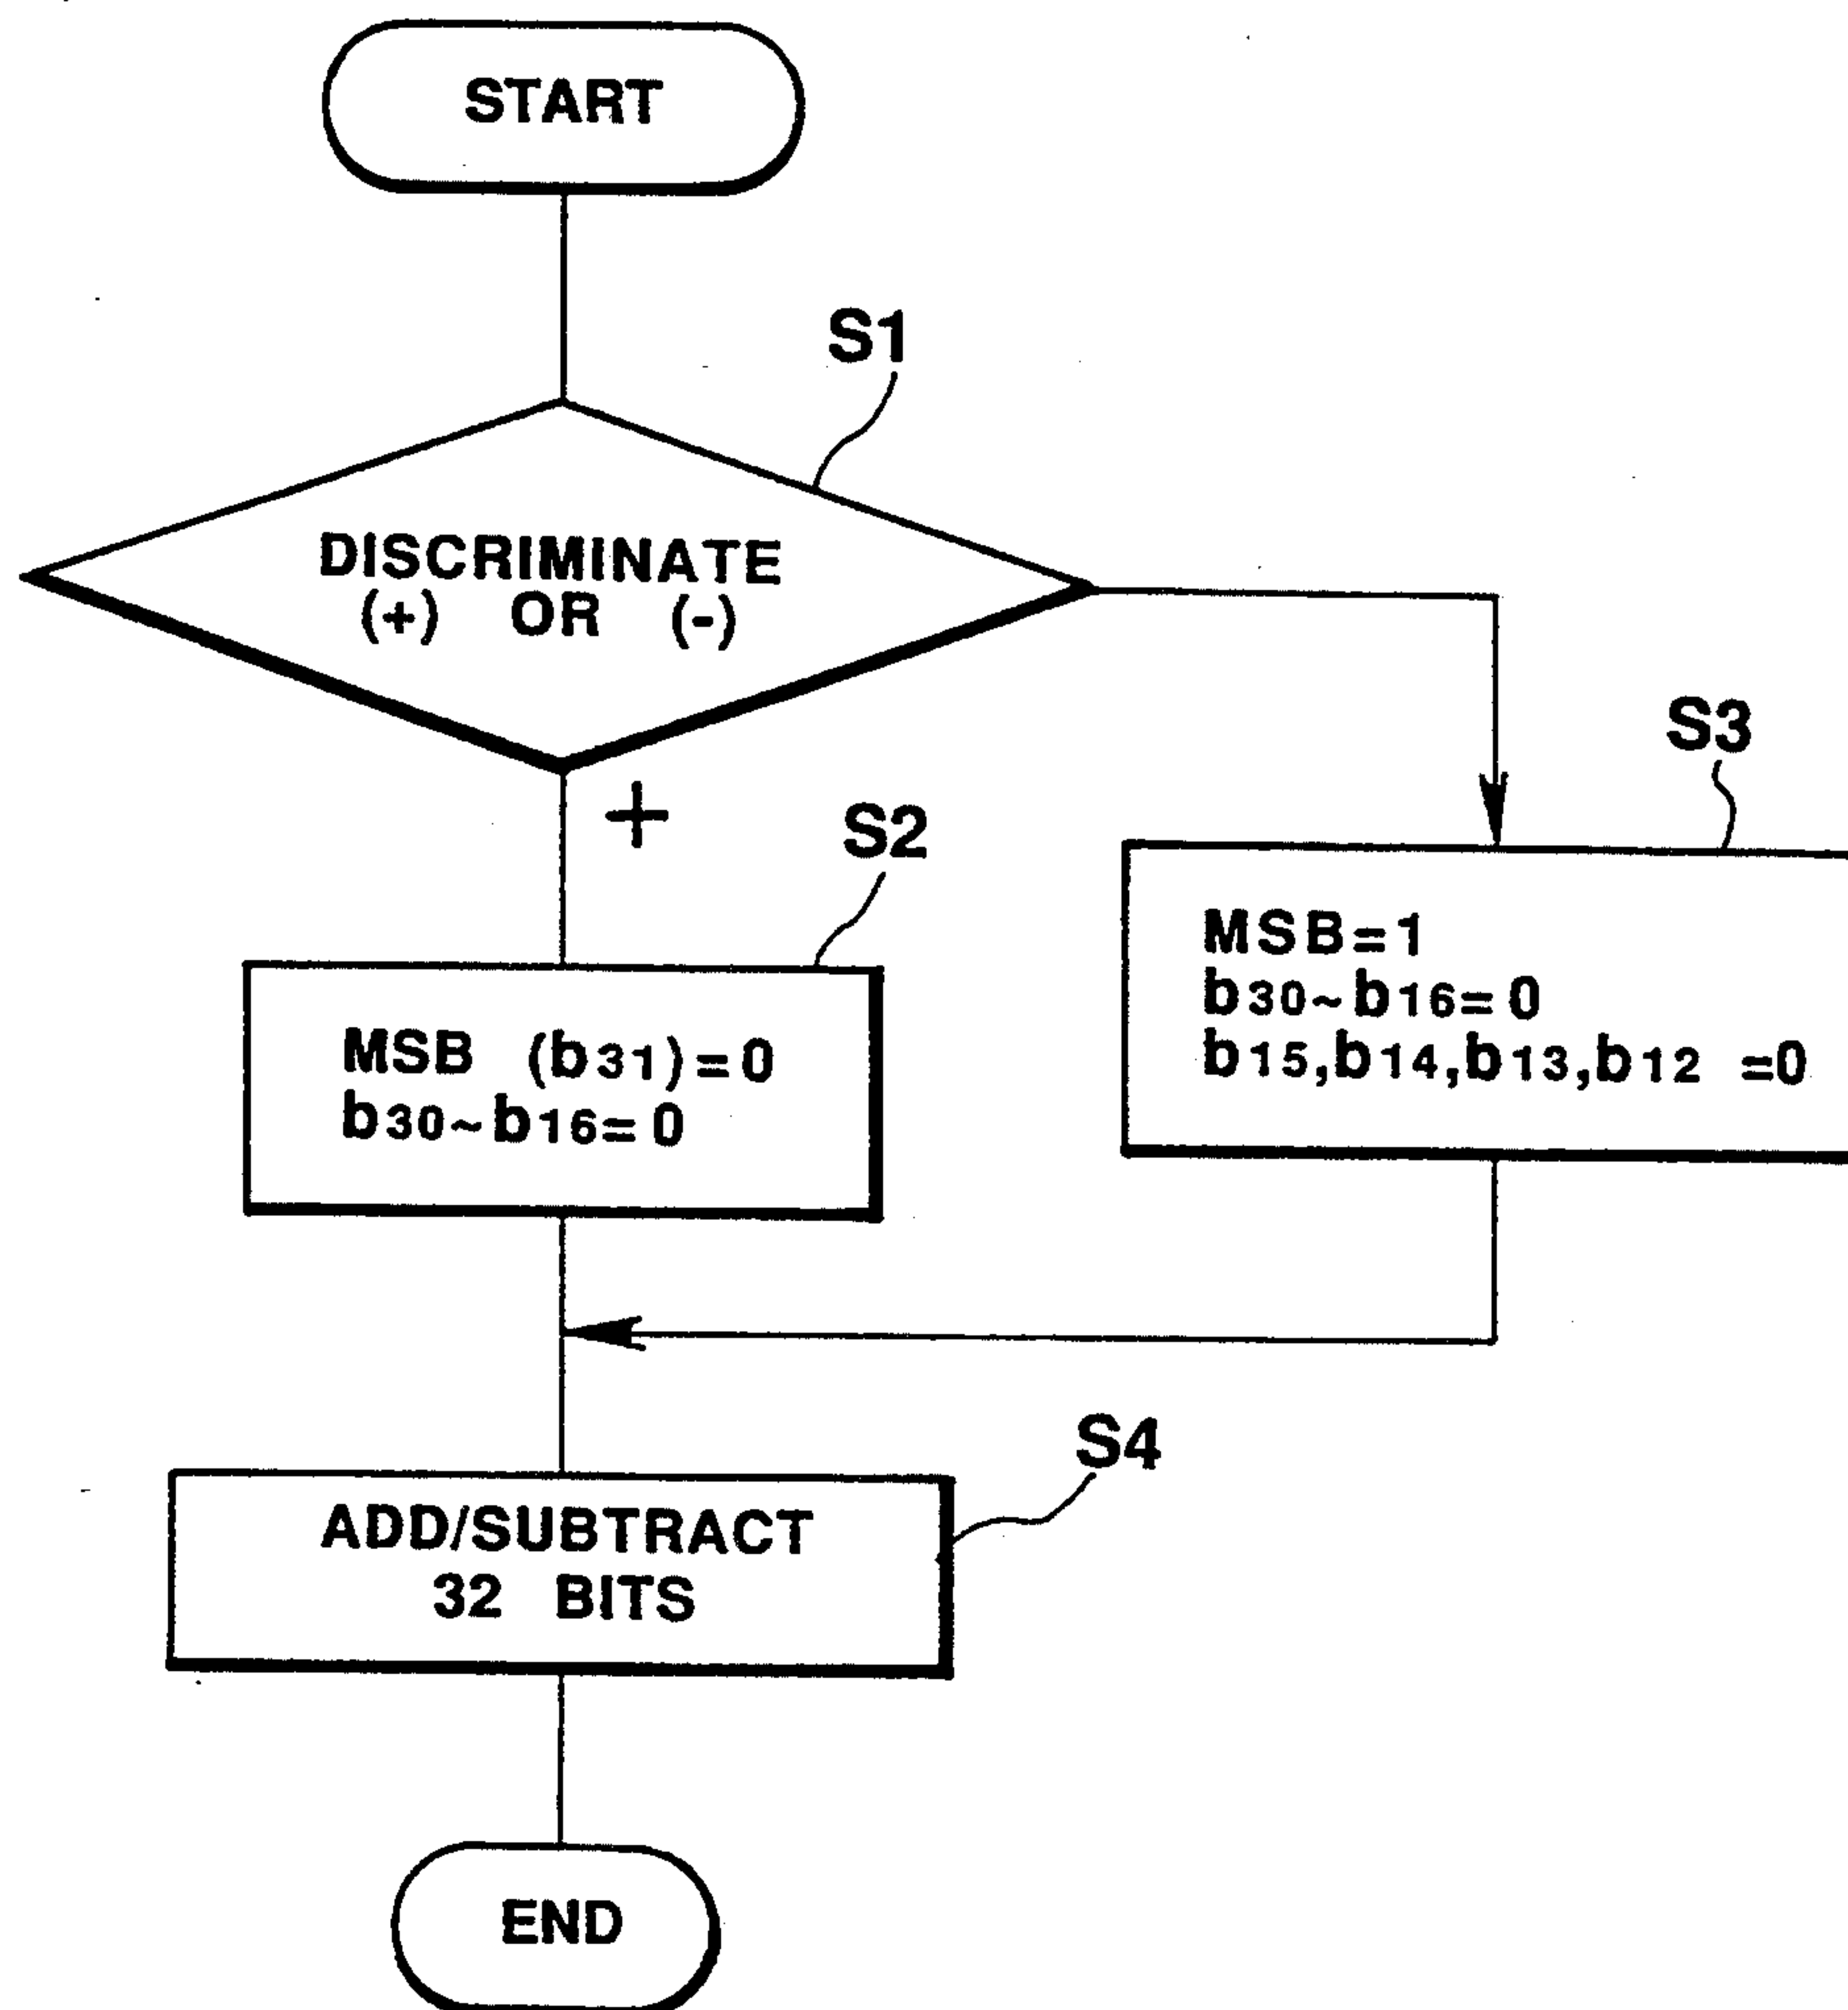 START
S1
DISCRIMINATE
(+) OR (-)
+
S2
S3
MSB (b31)=0
b30~b16=0
MSB=1
b30~b16=0
b15,b14,b13,b12 =0
S4
ADD/SUBTRACT
32 BITS
END